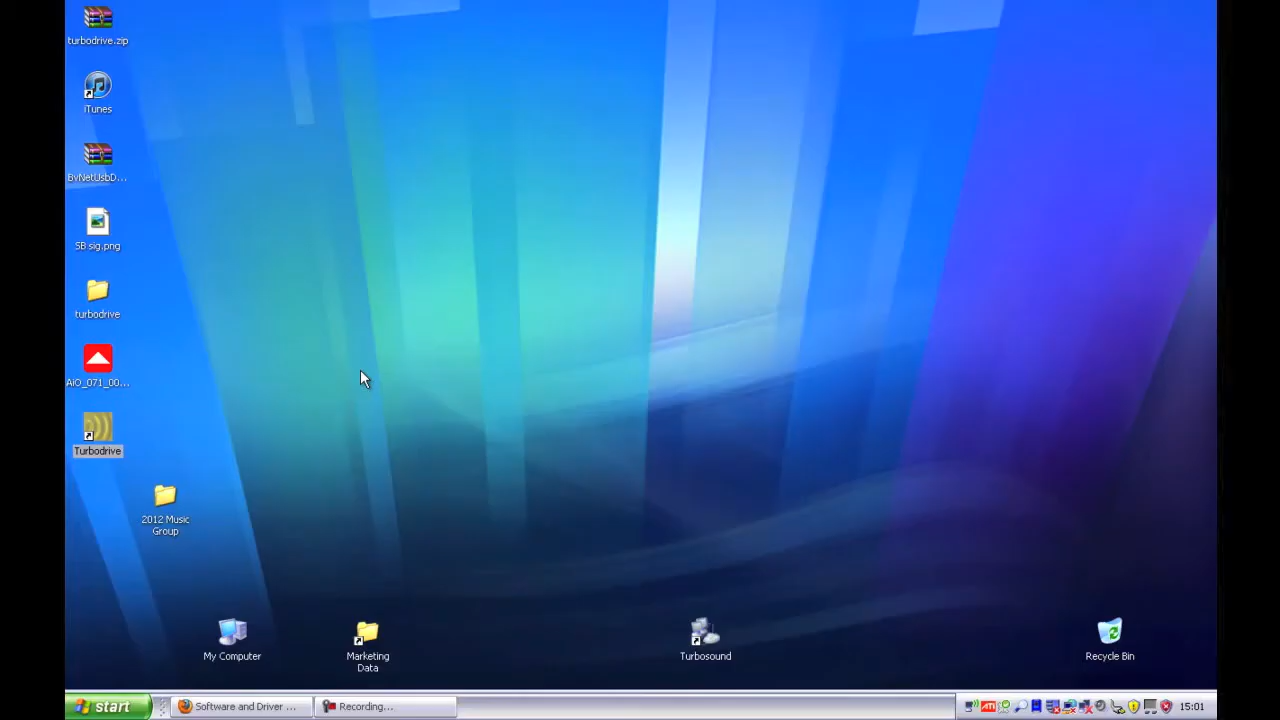 turbodrive.zip
iTunes
BvNetUsbD...
SB sig.png
turbodrive
AiO_071_00...
Turbodrive
2012 Music
Group
My Computer
Marketing
Data
Turbosound
Recycle Bin
start
Software and Driver ...
Recording...
ATI
15:01